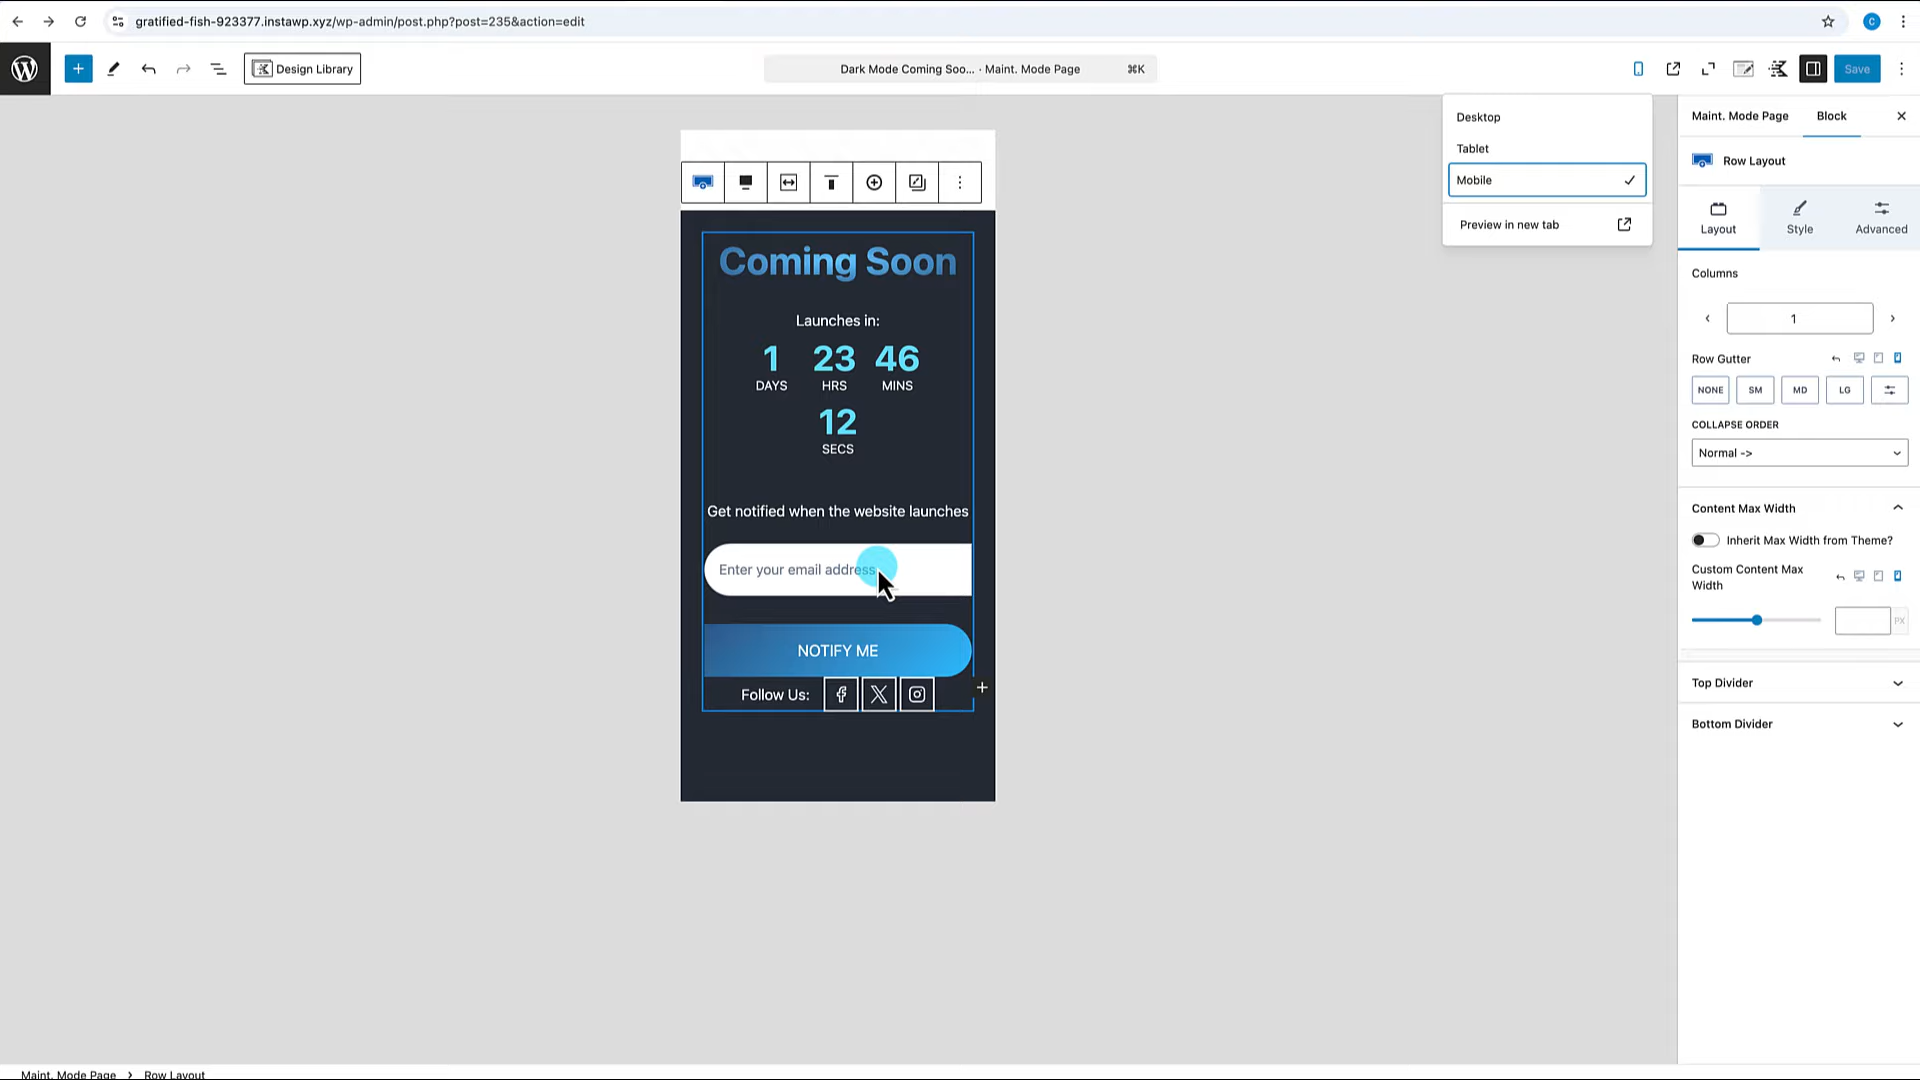 gratified-fish-923377.instawp.xyz/wp-admin/post.php?post=235&action=edit
C
Design Library
Dark Mode Coming Soo... · Maint. Mode Page
⌘K
Save
Desktop
Tablet
Mobile
Preview in new tab
Maint. Mode Page
Block
Row Layout
Layout
Style
Advanced
Columns
1
Row Gutter
NONE
SM
MD
LG
COLLAPSE ORDER
Normal ->
Content Max Width
Inherit Max Width from Theme?
Custom Content Max
Width
PX
Top Divider
Bottom Divider
Coming Soon
Launches in:
1 23 46
DAYS HRS MINS
12
SECS
Get notified when the website launches
Enter your email address
NOTIFY ME
Follow Us:
Maint. Mode Page > Row Layout